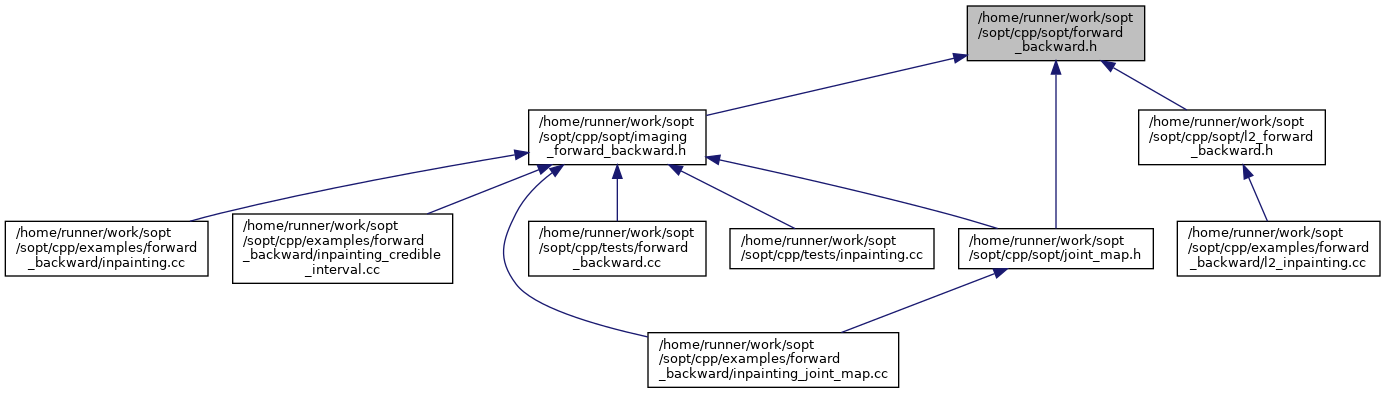 /home/runner/work/sopt
/sopt/cpp/sopt/forward
_backward.h
/home/runner/work/sopt
/sopt/cpp/sopt/imaging
_forward_backward.h
/home/runner/work/sopt
/sopt/cpp/sopt/l2_forward
_backward.h
/home/runner/work/sopt
/sopt/cpp/examples/forward
_backward/inpainting.cc
/home/runner/work/sopt
/sopt/cpp/examples/forward
_backward/inpainting_credible
_interval.cc
/home/runner/work/sopt
/sopt/cpp/tests/forward
_backward.cc
/home/runner/work/sopt
/sopt/cpp/tests/inpainting.cc
/home/runner/work/sopt
/sopt/cpp/sopt/joint_map.h
/home/runner/work/sopt
/sopt/cpp/examples/forward
_backward/l2_inpainting.cc
/home/runner/work/sopt
/sopt/cpp/examples/forward
_backward/inpainting_joint_map.cc